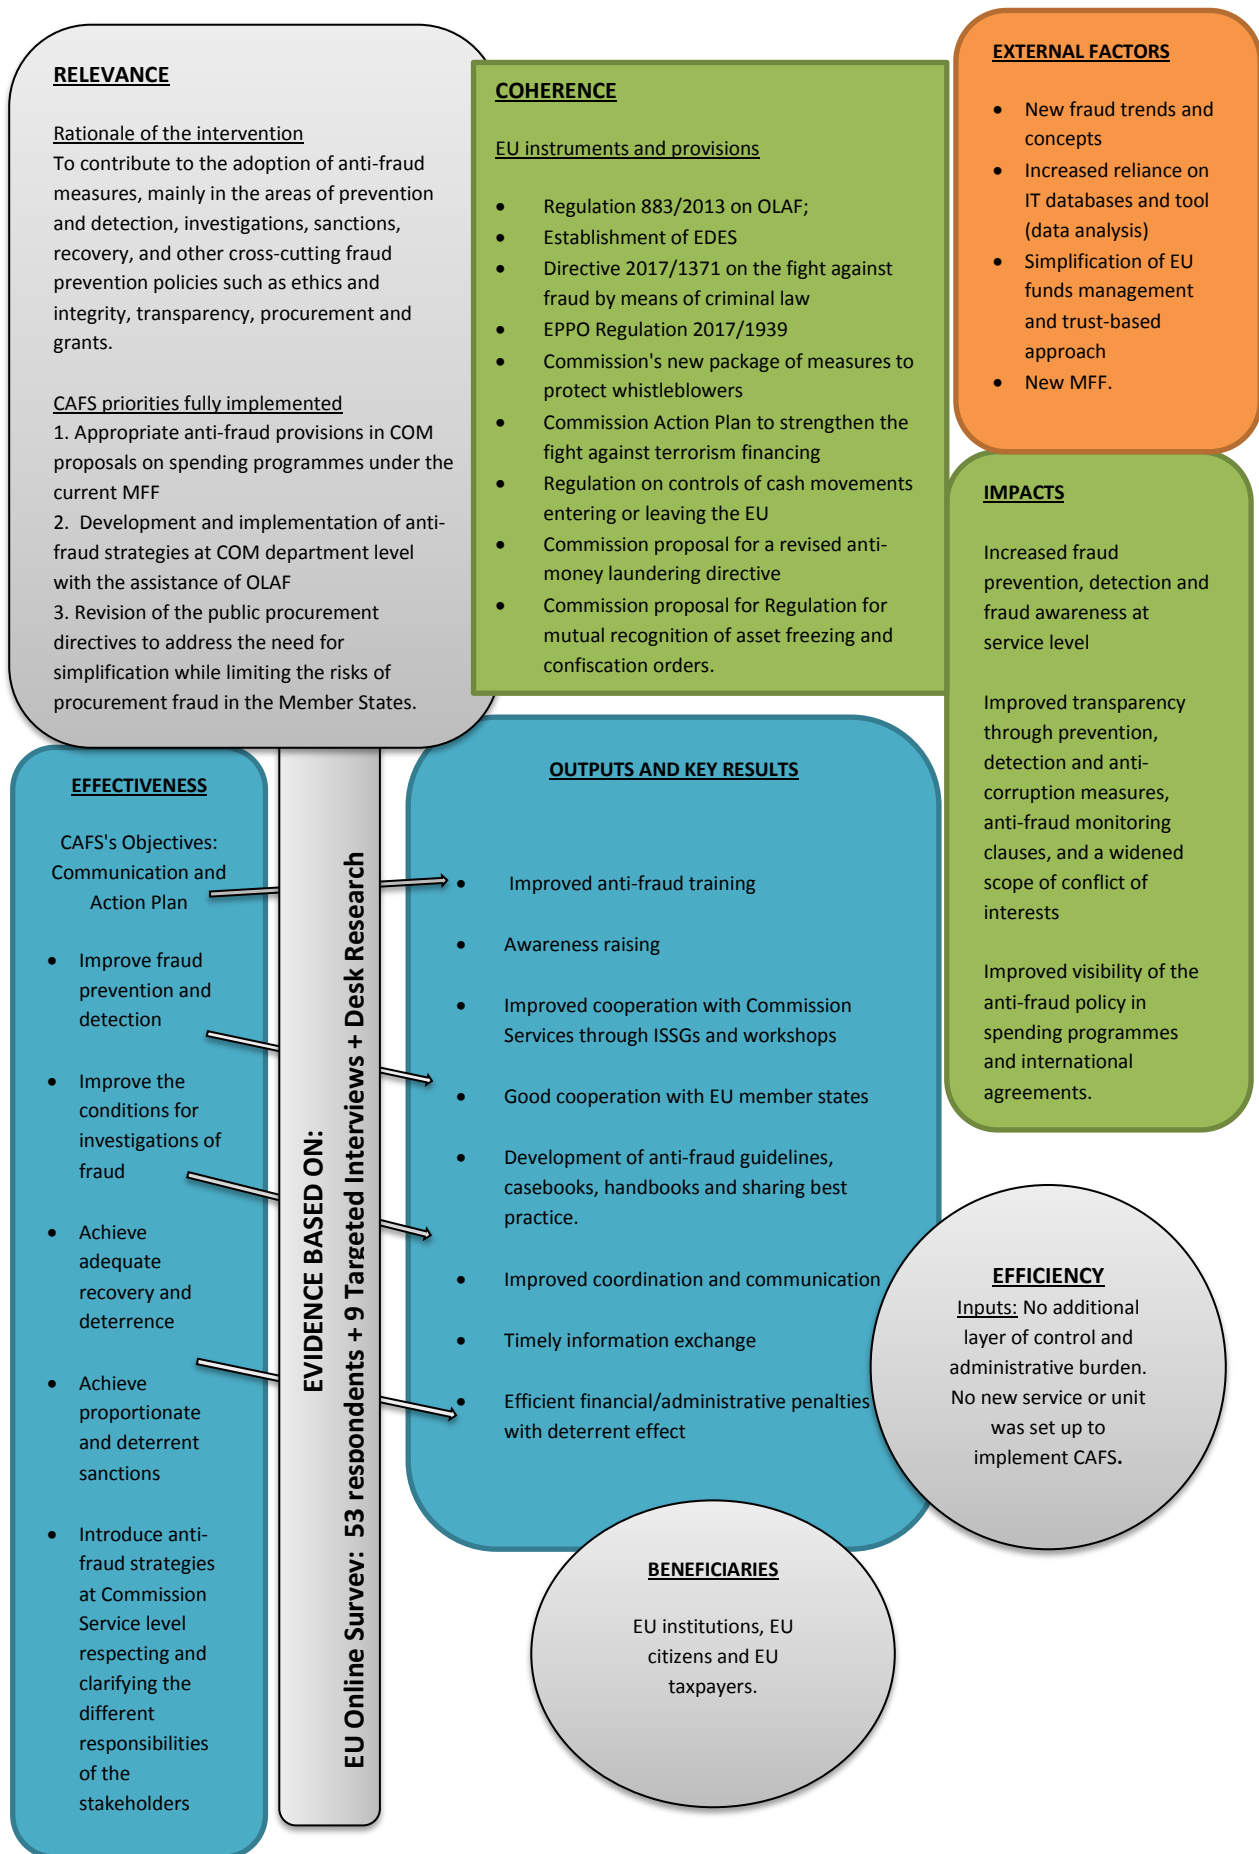 RELEVANCE
Rationale of the intervention
To contribute to the adoption of anti-fraud
measures, mainly in the areas of prevention
and detection, investigations, sanctions,
recovery, and other cross-cutting fraud
prevention policies such as ethics and
integrity, transparency, procurement and
grants.
CAFS priorities fully implemented
1. Appropriate anti-fraud provisions in COM
proposals on spending programmes under the
current MFF
2. Development and implementation of anti-
fraud strategies at COM department level
with the assistance of OLAF
3. Revision of the public procurement
directives to address the need for
simplification while limiting the risks of
procurement fraud in the Member States.
COHERENCE
EU instruments and provisions
• Regulation 883/2013 on OLAF;
• Establishment of EDES
• Directive 2017/1371 on the fight against
fraud by means of criminal law
• EPPO Regulation 2017/1939
• Commission's new package of measures to
protect whistleblowers
• Commission Action Plan to strengthen the
fight against terrorism financing
• Regulation on controls of cash movements
entering or leaving the EU
• Commission proposal for a revised anti-
money laundering directive
• Commission proposal for Regulation for
mutual recognition of asset freezing and
confiscation orders.
EXTERNAL FACTORS
• New fraud trends and
concepts
• Increased reliance on
IT databases and tool
(data analysis)
• Simplification of EU
funds management
and trust-based
approach
• New MFF.
IMPACTS
Increased fraud
prevention, detection and
fraud awareness at
service level
Improved transparency
through prevention,
detection and anti-
corruption measures,
anti-fraud monitoring
clauses, and a widened
scope of conflict of
interests
Improved visibility of the
anti-fraud policy in
spending programmes
and international
agreements.
EFFECTIVENESS
CAFS's Objectives:
Communication and
Action Plan
• Improve fraud
prevention and
detection
• Improve the
conditions for
investigations of
fraud
• Achieve
adequate
recovery and
deterrence
• Achieve
proportionate
and deterrent
sanctions
• Introduce anti-
fraud strategies
at Commission
Service level
respecting and
clarifying the
different
responsibilities
of the
stakeholders
EVIDENCE BASED ON:
EU Online Survey: 53 respondents + 9 Targeted Interviews + Desk Research
OUTPUTS AND KEY RESULTS
• Improved anti-fraud training
• Awareness raising
• Improved cooperation with Commission
Services through ISSGs and workshops
• Good cooperation with EU member states
• Development of anti-fraud guidelines,
casebooks, handbooks and sharing best
practice.
• Improved coordination and communication
• Timely information exchange
• Efficient financial/administrative penalties
with deterrent effect
EFFICIENCY
Inputs: No additional
layer of control and
administrative burden.
No new service or unit
was set up to
implement CAFS.
BENEFICIARIES
EU institutions, EU
citizens and EU
taxpayers.